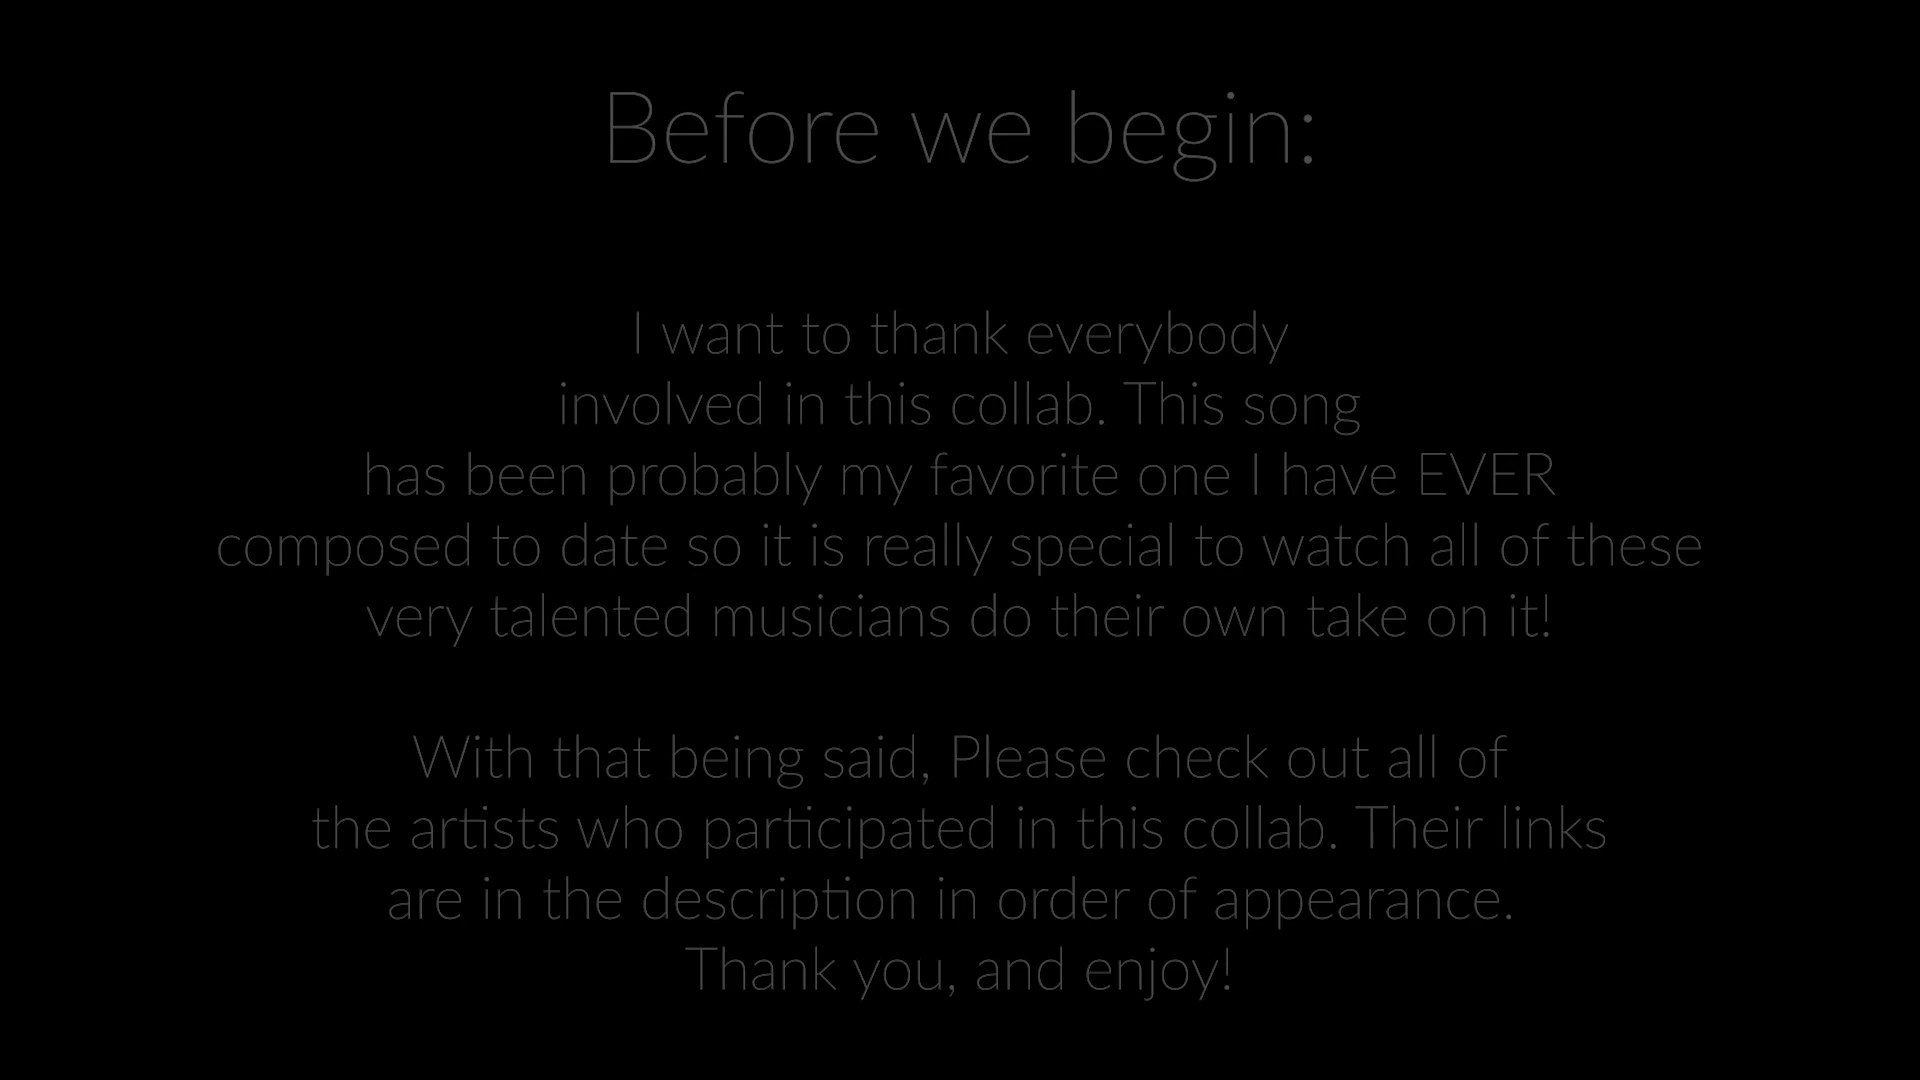 Before we begin:
I want to thank everybody
involved in this collab. This song
has been probably my favorite one I have EVER
composed to date so it is really special to watch all of these
very talented musicians do their own take on it!
With that being said, Please check out all of
the artists who participated in this collab. Their links
are in the description in order of appearance.
Thank you, and enjoy!